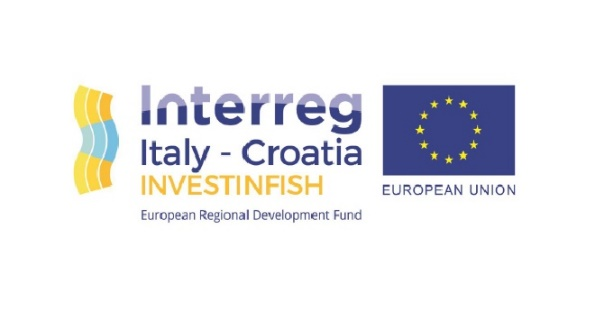 Interreg
Italy - Croatia
INVESTINFISH
European Regional Development Fund
EUROPEAN UNION